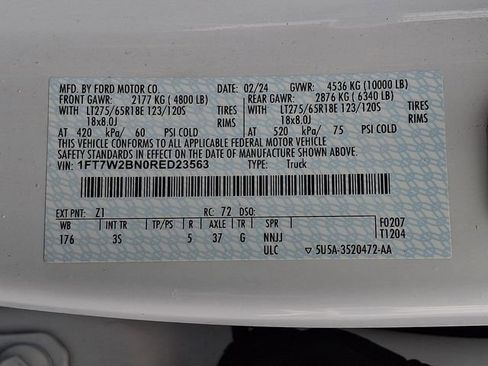 MFD. BY FORD MOTOR CO. 02/24 GVWR: 4536 KG (10000 LB)
FRONT GAWR: 2177 KG ( 4800 LB) REAR GAWR: 2876 KG ( 6340 LB)
WITH LT275/65R18E 123/120S TIRES WITH LT275/65R18E 123/120S TIRES
18x8.0J RIMS 18x8.0J RIMS
AT 420 kPa/ 60 PSI COLD AT 520 kPa/ 75 PSI COLD
THIS VEHICLE CONFORMS TO ALL APPLICABLE FEDERAL MOTOR VEHICLE
SAFETY STANDARDS IN EFFECT ON THE DATE OF MANUFACTURE SHOWN ABOVE.
VIN: 1FT7W2BN0RED23563 TYPE: Truck
EXT PNT: Z1 RC: 72 DSO:
WB INT TR TP/PS R AXLE TR SPR F0207
176 3S 5 37 G NNJJ T1204
ULC ▽ 5U5A-3520472-AA